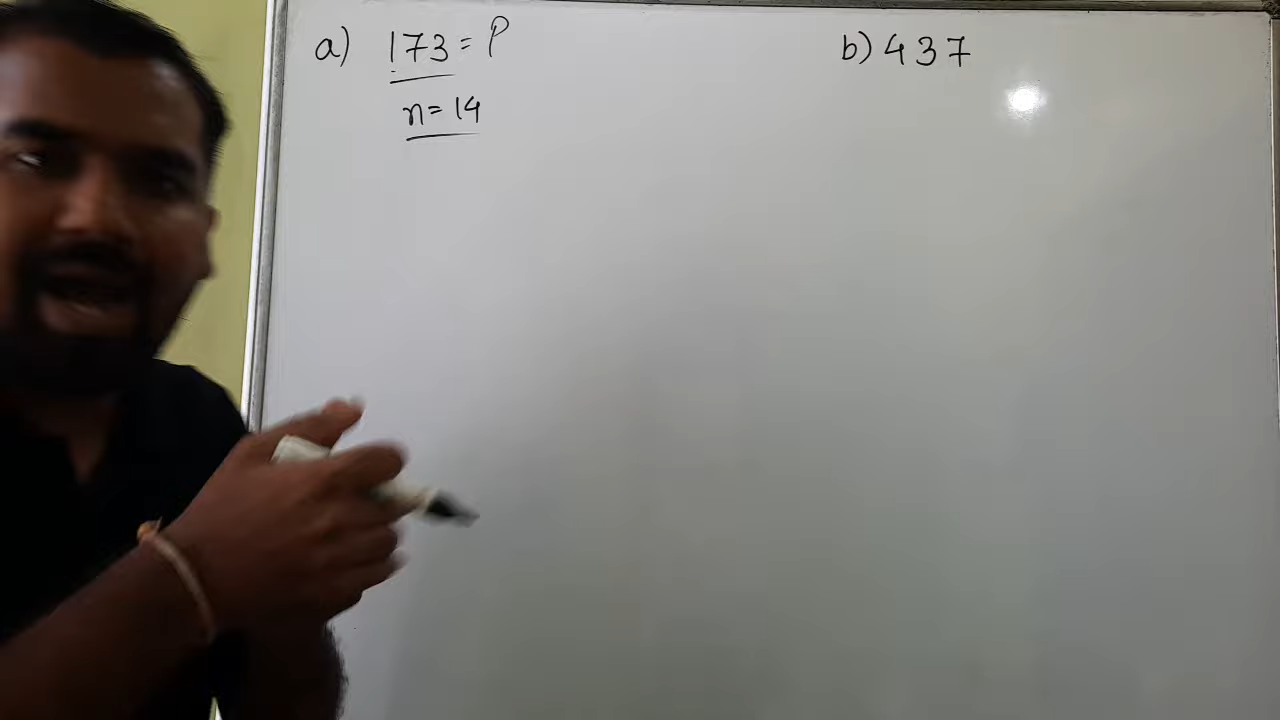 a) 173 = P
n = 14
b) 437